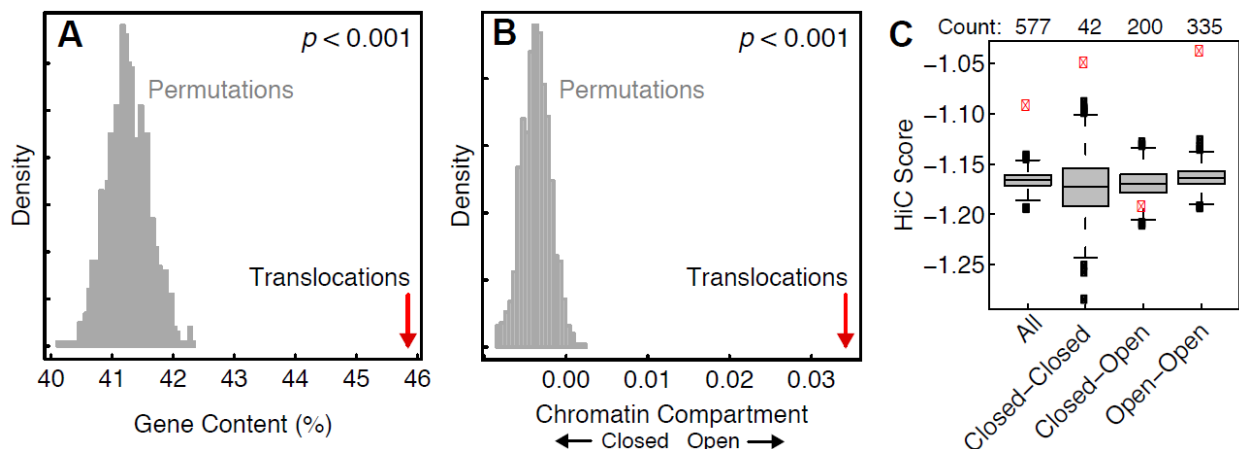 A
p < 0.001
Permutations
Density
Translocations
40 41 42 43 44 45 46
Gene Content (%)
B
p < 0.001
Permutations
Density
Translocations
0.00 0.01 0.02 0.03
Chromatin Compartment
Closed Open
C
Count: 577 42 200 335
HiC Score
−1.05
−1.10
−1.15
−1.20
−1.25
All
Closed−Closed
Closed−Open
Open−Open